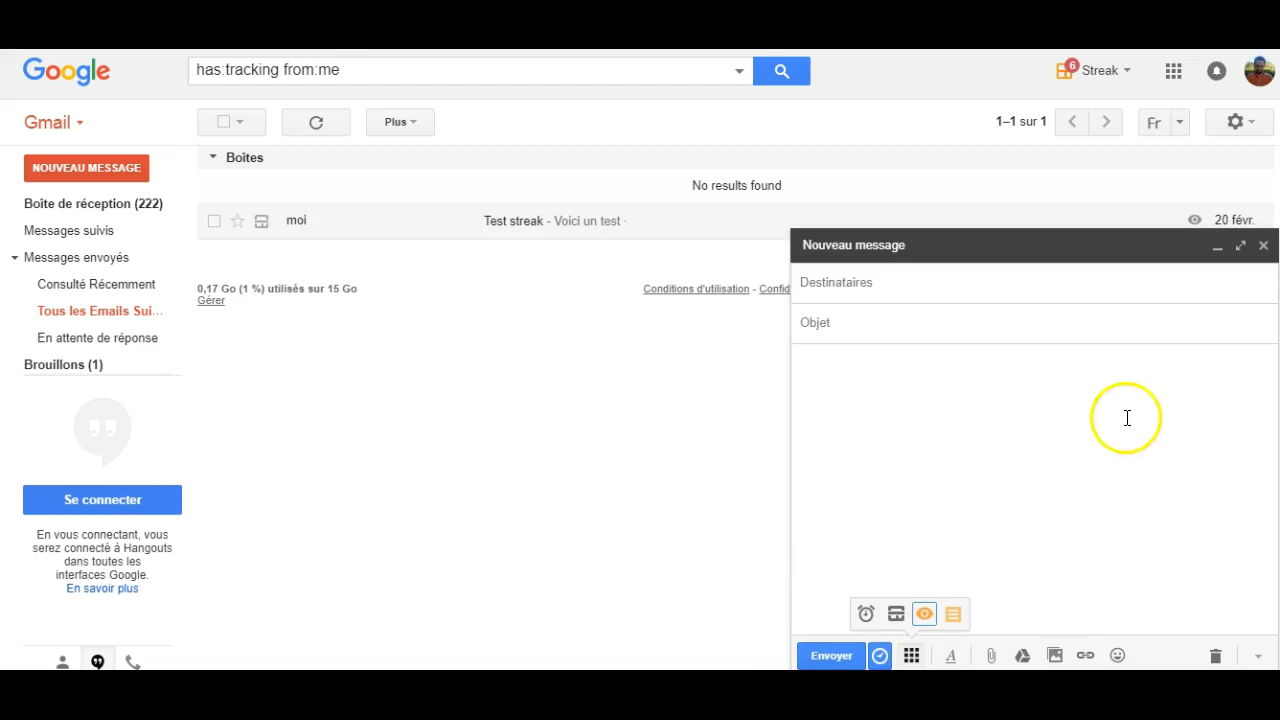 Google
has:tracking from:me
6
Streak
Gmail
Plus
1–1 sur 1
Fr
NOUVEAU MESSAGE
Boîtes
No results found
Boîte de réception (222)
Messages suivis
Messages envoyés
Consulté Récemment
Tous les Emails Sui...
En attente de réponse
Brouillons (1)
moi
Test streak - Voici un test ·
20 févr.
0,17 Go (1 %) utilisés sur 15 Go
Gérer
Conditions d'utilisation - Confid
Nouveau message
Destinataires
Objet
Se connecter
En vous connectant, vous
serez connecté à Hangouts
dans toutes les
interfaces Google.
En savoir plus
Envoyer
A